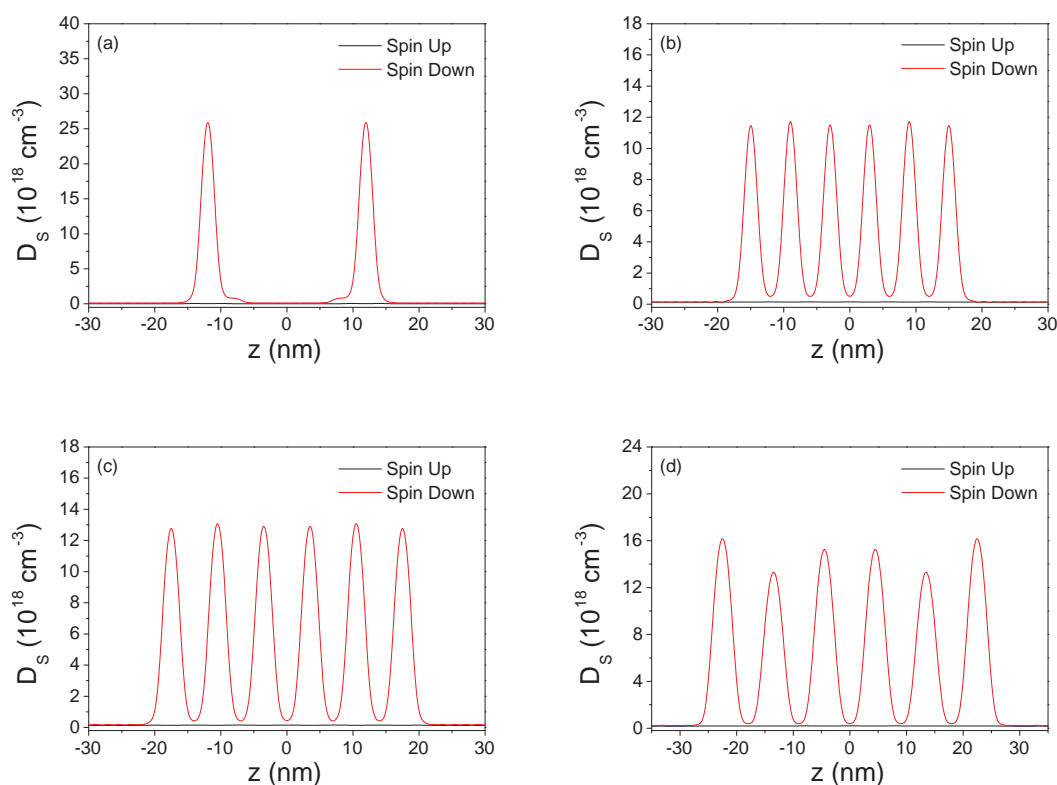 (a)
Spin Up
Spin Down
40
35
30
25
20
15
10
5
0
D_S (10^18 cm^-3)
-30 -20 -10 0 10 20 30
z (nm)
(b)
Spin Up
Spin Down
18
16
14
12
10
8
6
4
2
0
D_S (10^18 cm^-3)
-30 -20 -10 0 10 20 30
z (nm)
(c)
Spin Up
Spin Down
18
16
14
12
10
8
6
4
2
0
D_S (10^18 cm^-3)
-30 -20 -10 0 10 20 30
z (nm)
(d)
Spin Up
Spin Down
24
20
16
12
8
4
0
D_S (10^18 cm^-3)
-30 -20 -10 0 10 20 30
z (nm)